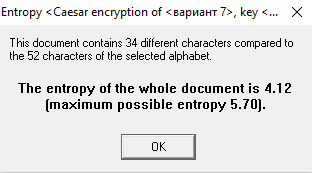 Entropy <Caesar encryption of <вариант 7>, key <...
This document contains 34 different characters compared to
the 52 characters of the selected alphabet.
The entropy of the whole document is 4.12
(maximum possible entropy 5.70).
OK